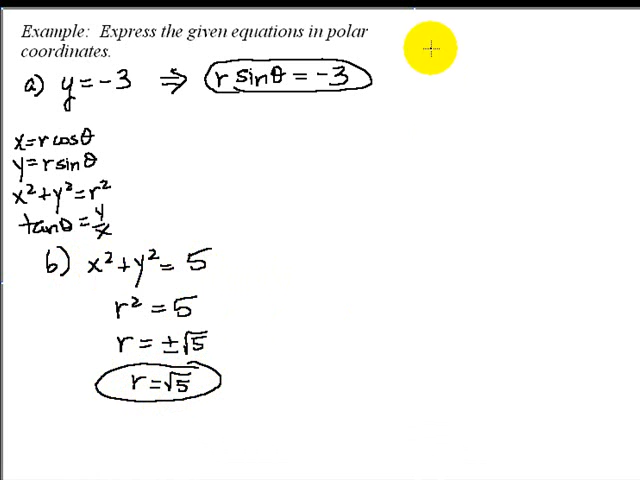 Example: Express the given equations in polar
coordinates.
a) y = -3 ⇒ r sinθ = -3
x = r cosθ
y = r sinθ
x² + y² = r²
tanθ = y/x
b) x² + y² = 5
r² = 5
r = ±√5
r = √5